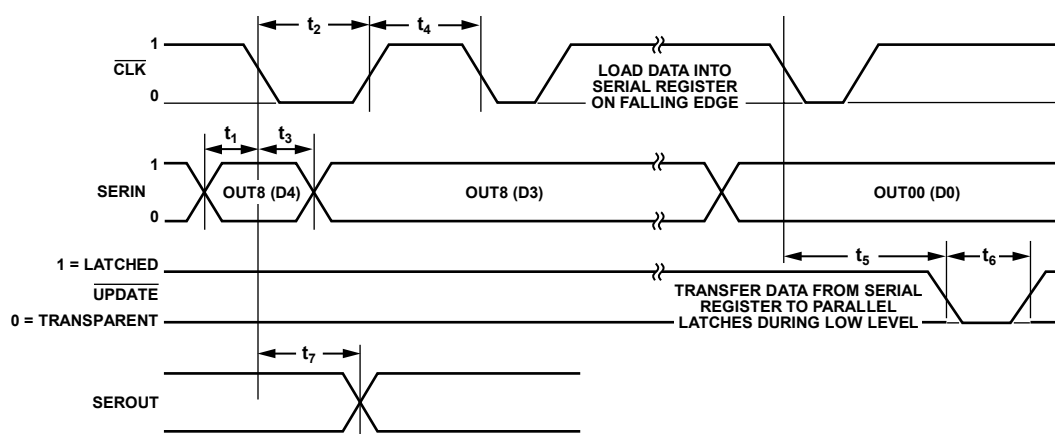 t2
t4
1
CLK
0
LOAD DATA INTO
SERIAL REGISTER
ON FALLING EDGE
t1
t3
1
SERIN
0
OUT8 (D4)
OUT8 (D3)
OUT00 (D0)
t5
t6
1 = LATCHED
UPDATE
0 = TRANSPARENT
TRANSFER DATA FROM SERIAL
REGISTER TO PARALLEL
LATCHES DURING LOW LEVEL
t7
SEROUT